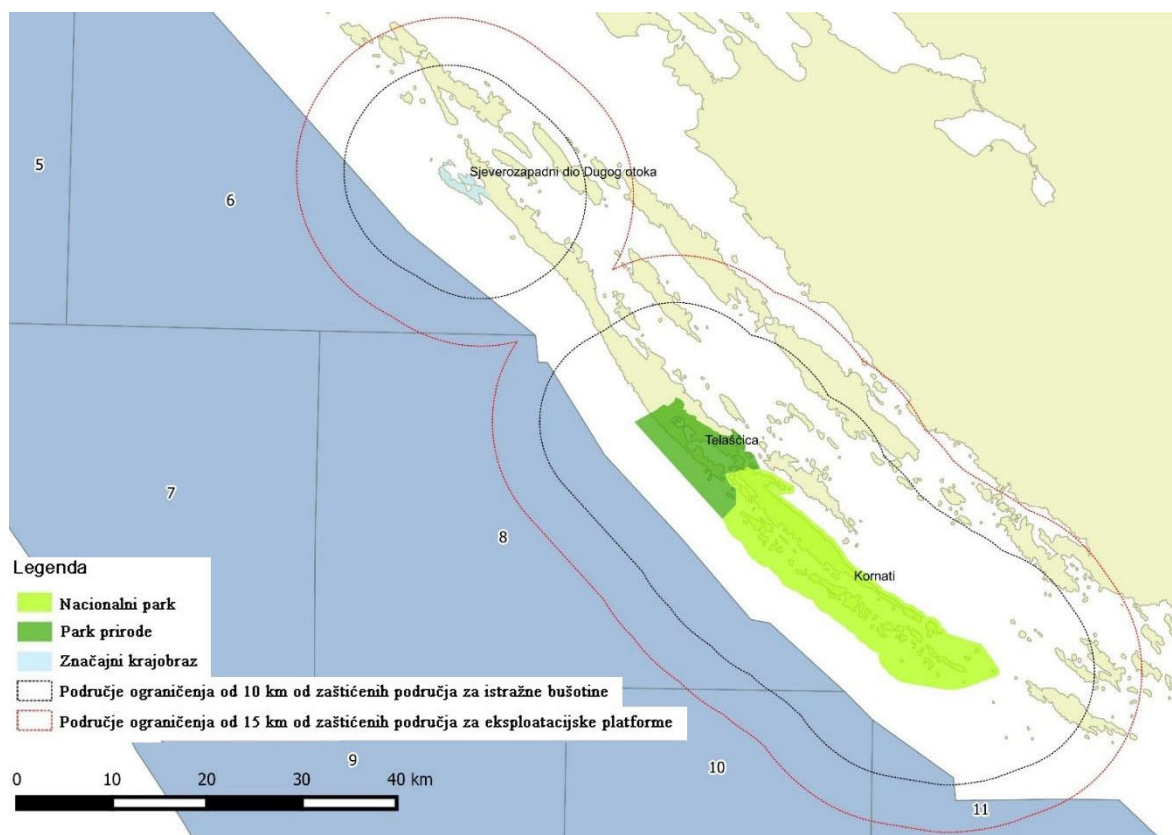 Sjeverozapadni dio Dugog otoka
5
6
Telašćica
7
8
Kornati
Legenda
Nacionalni park
Park prirode
Značajni krajobraz
Područje ograničenja od 10 km od zaštićenih područja za istražne bušotine
Područje ograničenja od 15 km od zaštićenih područja za eksploatacijske platforme
9
10
11
0 10 20 30 40 km